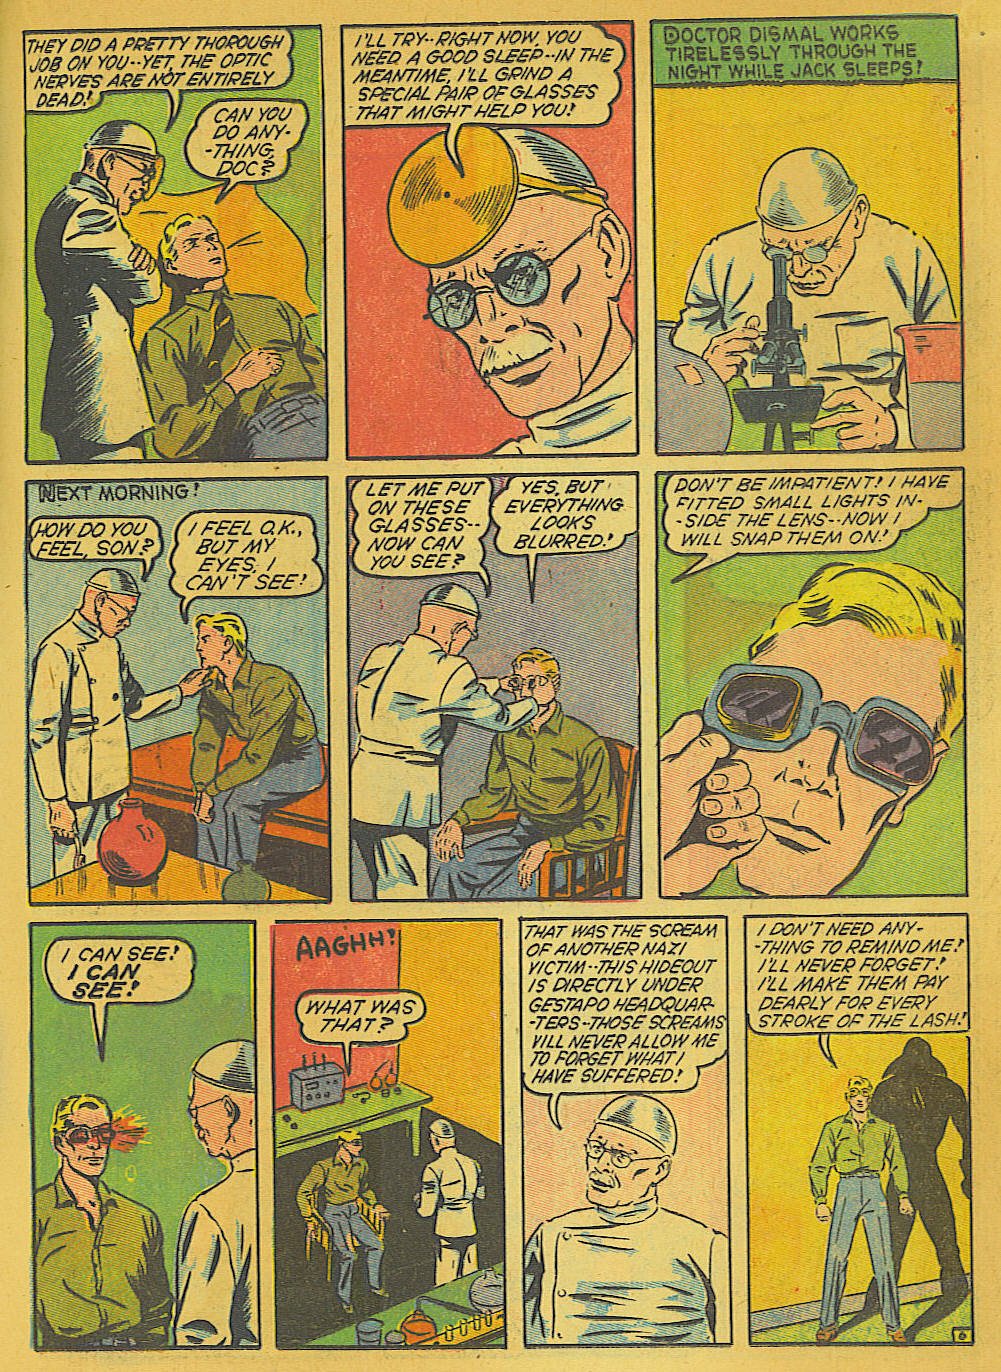 THEY DID A PRETTY THOROUGH
JOB ON YOU--YET, THE OPTIC
NERVES ARE NOT ENTIRELY
DEAD!
CAN YOU
DO ANY-
-THING,
DOC?
I'LL TRY--RIGHT NOW, YOU
NEED A GOOD SLEEP--IN THE
MEANTIME, I'LL GRIND A
SPECIAL PAIR OF GLASSES
THAT MIGHT HELP YOU!
DOCTOR DISMAL WORKS
TIRELESSLY THROUGH THE
NIGHT WHILE JACK SLEEPS!
NEXT MORNING!
HOW DO YOU
FEEL, SON?
I FEEL O.K.,
BUT MY
EYES, I
CAN'T SEE!
LET ME PUT
ON THESE
GLASSES--
NOW CAN
YOU SEE?
YES, BUT
EVERYTHING
LOOKS
BLURRED!
DON'T BE IMPATIENT! I HAVE
FITTED SMALL LIGHTS IN-
-SIDE THE LENS--NOW I
WILL SNAP THEM ON!
I CAN SEE!
I CAN
SEE!
AAGHH!
WHAT WAS
THAT?
THAT WAS THE SCREAM
OF ANOTHER NAZI
VICTIM--THIS HIDEOUT
IS DIRECTLY UNDER
GESTAPO HEADQUAR-
-TERS--THOSE SCREAMS
VILL NEVER ALLOW ME
TO FORGET WHAT I
HAVE SUFFERED!
I DON'T NEED ANY-
-THING TO REMIND ME!
I'LL NEVER FORGET!
I'LL MAKE THEM PAY
DEARLY FOR EVERY
STROKE OF THE LASH!
6